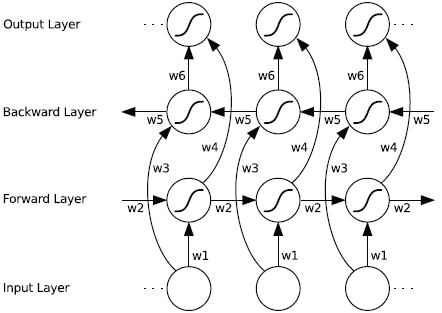 Output Layer
w6 w6 w6
w4 w4 w4
Backward Layer
w5 w5 w5 w5
w3 w3 w3
Forward Layer
w2 w2 w2 w2
w1 w1 w1
Input Layer